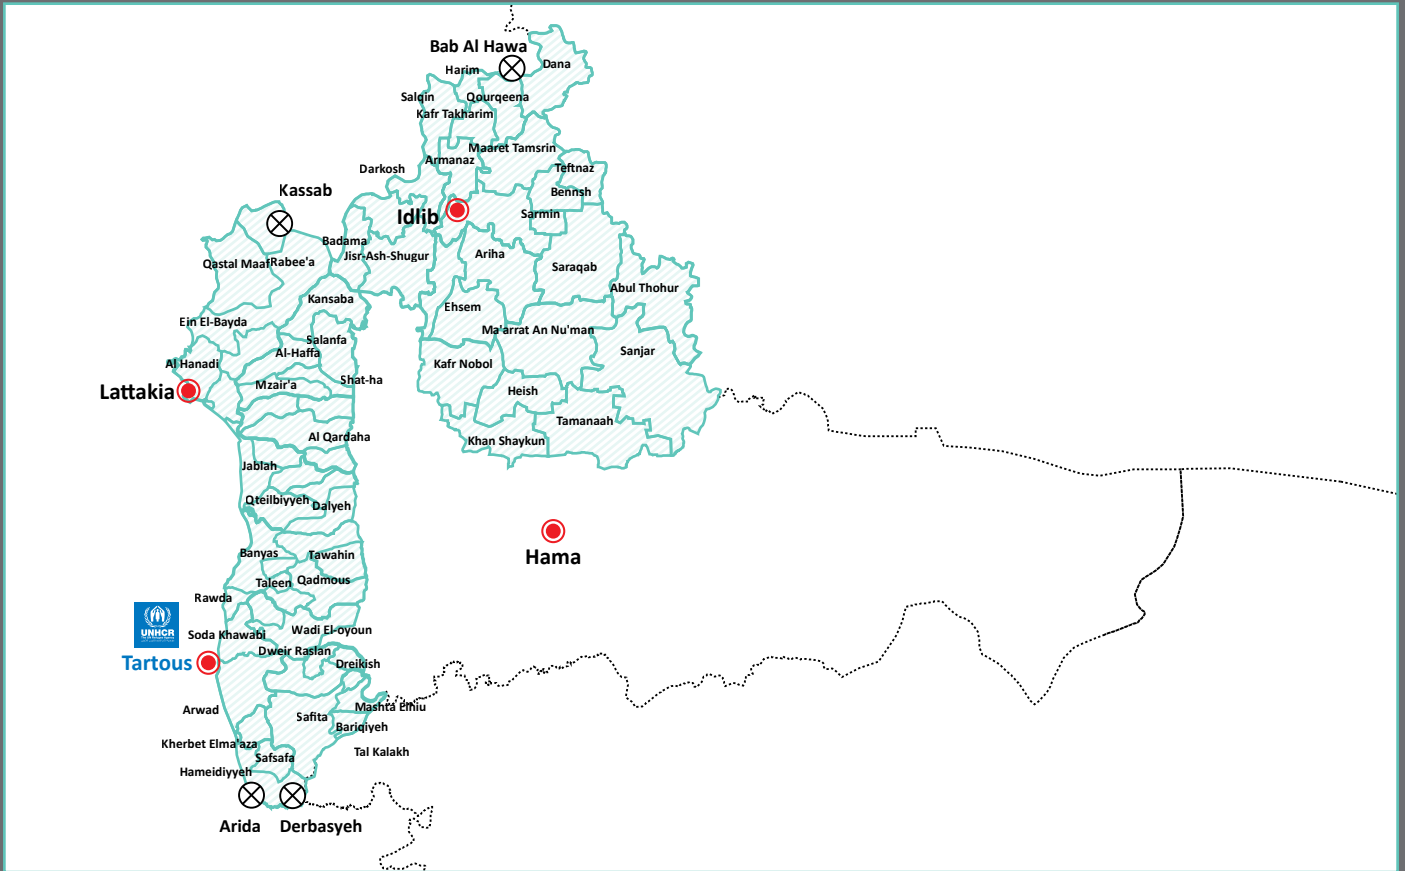 Bab Al Hawa
Dana
Harim
Salqin
Qourqeena
Kafr Takharim
Maaret Tamsrin
Armanaz
Teftnaz
Darkosh
Bennsh
Kassab
Idlib
Sarmin
Badama
Jisr-Ash-Shugur
Ariha
Qastal Maaf
Rabee'a
Saraqab
Abul Thohur
Kansaba
Ehsem
Ein El-Bayda
Ma'arrat An Nu'man
Salanfa
Al-Haffa
Sanjar
Al Hanadi
Kafr Nobol
Shat-ha
Mzair'a
Lattakia
Heish
Tamanaah
Al Qardaha
Khan Shaykun
Jablah
Qteilbiyyeh
Dalyeh
Hama
Banyas
Tawahin
Taleen
Qadmous
Rawda
UNHCR
Soda Khawabi
Wadi El-oyoun
Dweir Raslan
Tartous
Dreikish
Arwad
Mashta Elhiu
Safita
Bariqiyeh
Kherbet Elma'aza
Tal Kalakh
Safsafa
Hameidiyyeh
Arida
Derbasyeh